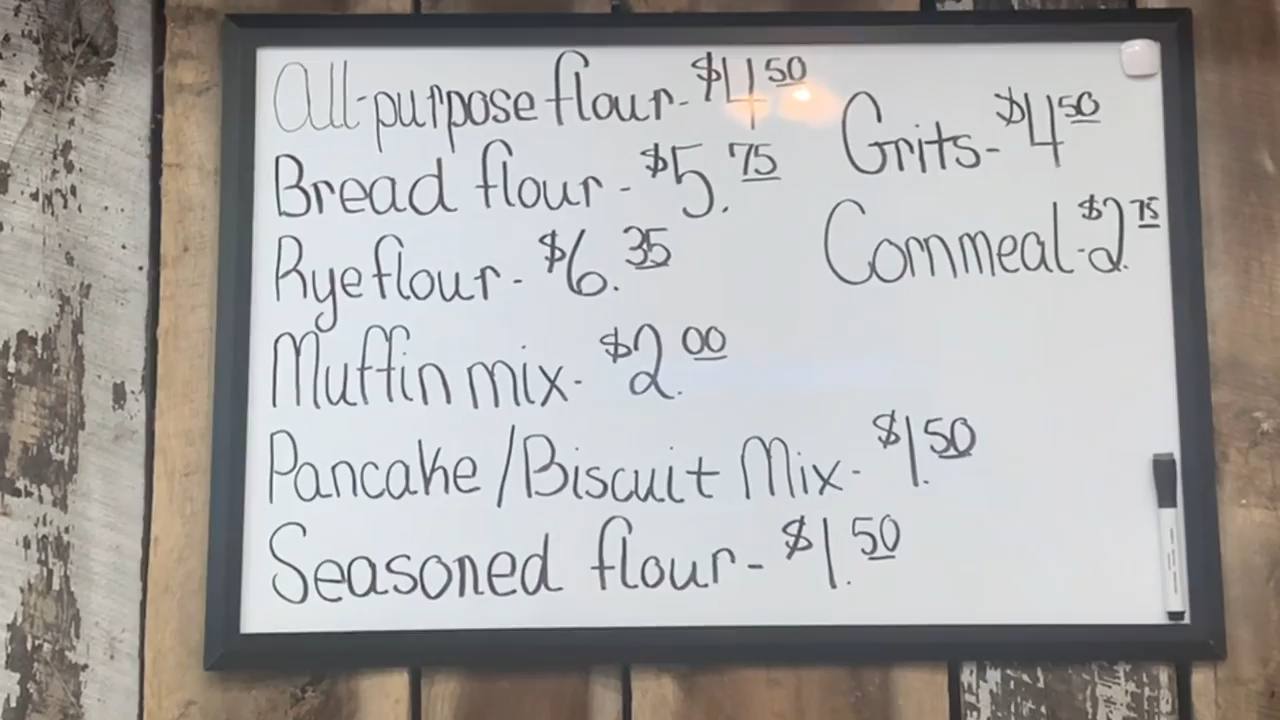 All-purpose flour - $4 50
Bread flour - $5.75
Rye flour - $6.35
Muffin mix - $2.00
Pancake/Biscuit Mix - $1.50
Seasoned flour - $1.50
Grits - $4 50
Cornmeal - $2.75